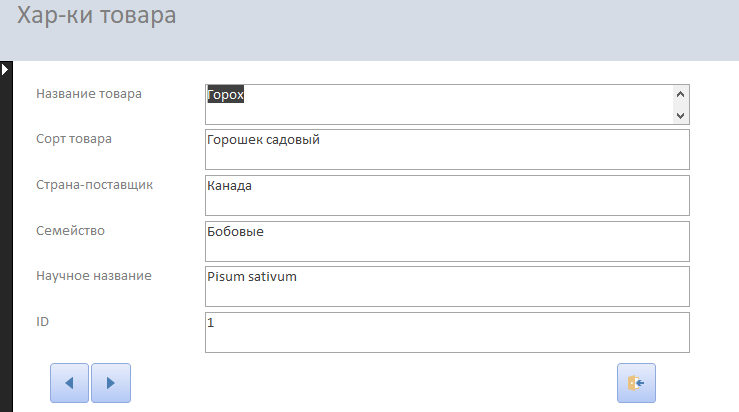 Хар-ки товара
Название товара
Горох
Сорт товара
Горошек садовый
Страна-поставщик
Канада
Семейство
Бобовые
Научное название
Pisum sativum
ID
1